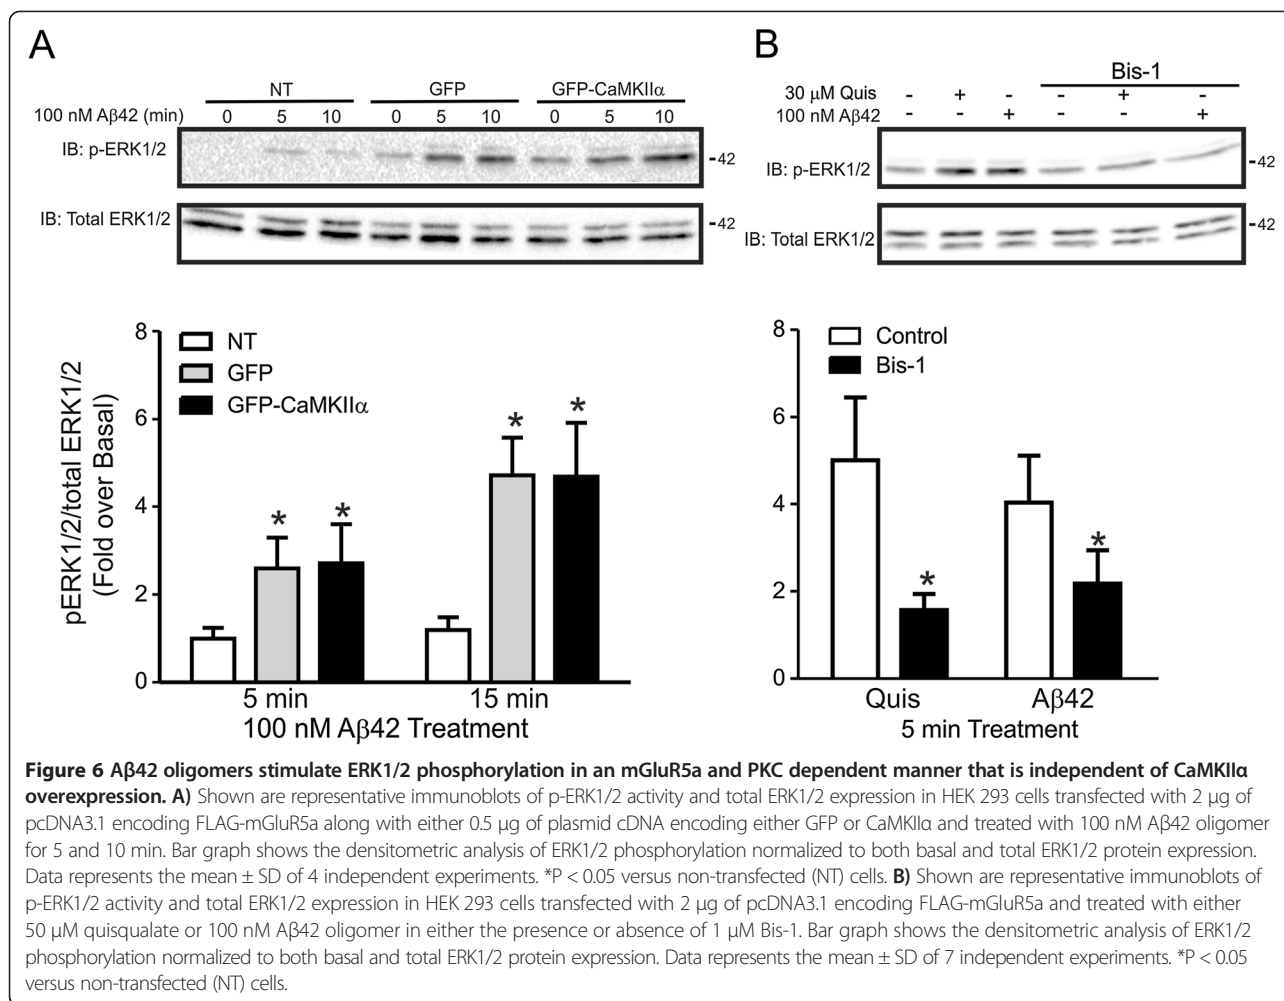 A
NT GFP GFP-CaMKIIα
100 nM Aβ42 (min) 0 5 10 0 5 10 0 5 10
IB: p-ERK1/2 -42
IB: Total ERK1/2 -42
B
Bis-1
30 µM Quis - + - - + -
100 nM Aβ42 - - + - - +
IB: p-ERK1/2 -42
IB: Total ERK1/2 -42
pERK1/2/total ERK1/2
(Fold over Basal)
8
6
4
2
0
NT
GFP
GFP-CaMKIIα
* * * *
5 min 15 min
100 nM Aβ42 Treatment
8
6
4
2
0
Control
Bis-1
* *
Quis Aβ42
5 min Treatment
Figure 6 Aβ42 oligomers stimulate ERK1/2 phosphorylation in an mGluR5a and PKC dependent manner that is independent of CaMKIIα
overexpression. A) Shown are representative immunoblots of p-ERK1/2 activity and total ERK1/2 expression in HEK 293 cells transfected with 2 µg of
pcDNA3.1 encoding FLAG-mGluR5a along with either 0.5 µg of plasmid cDNA encoding either GFP or CaMKIIα and treated with 100 nM Aβ42 oligomer
for 5 and 10 min. Bar graph shows the densitometric analysis of ERK1/2 phosphorylation normalized to both basal and total ERK1/2 protein expression.
Data represents the mean ± SD of 4 independent experiments. *P < 0.05 versus non-transfected (NT) cells. B) Shown are representative immunoblots of
p-ERK1/2 activity and total ERK1/2 expression in HEK 293 cells transfected with 2 µg of pcDNA3.1 encoding FLAG-mGluR5a and treated with either
50 µM quisqualate or 100 nM Aβ42 oligomer in either the presence or absence of 1 µM Bis-1. Bar graph shows the densitometric analysis of ERK1/2
phosphorylation normalized to both basal and total ERK1/2 protein expression. Data represents the mean ± SD of 7 independent experiments. *P < 0.05
versus non-transfected (NT) cells.